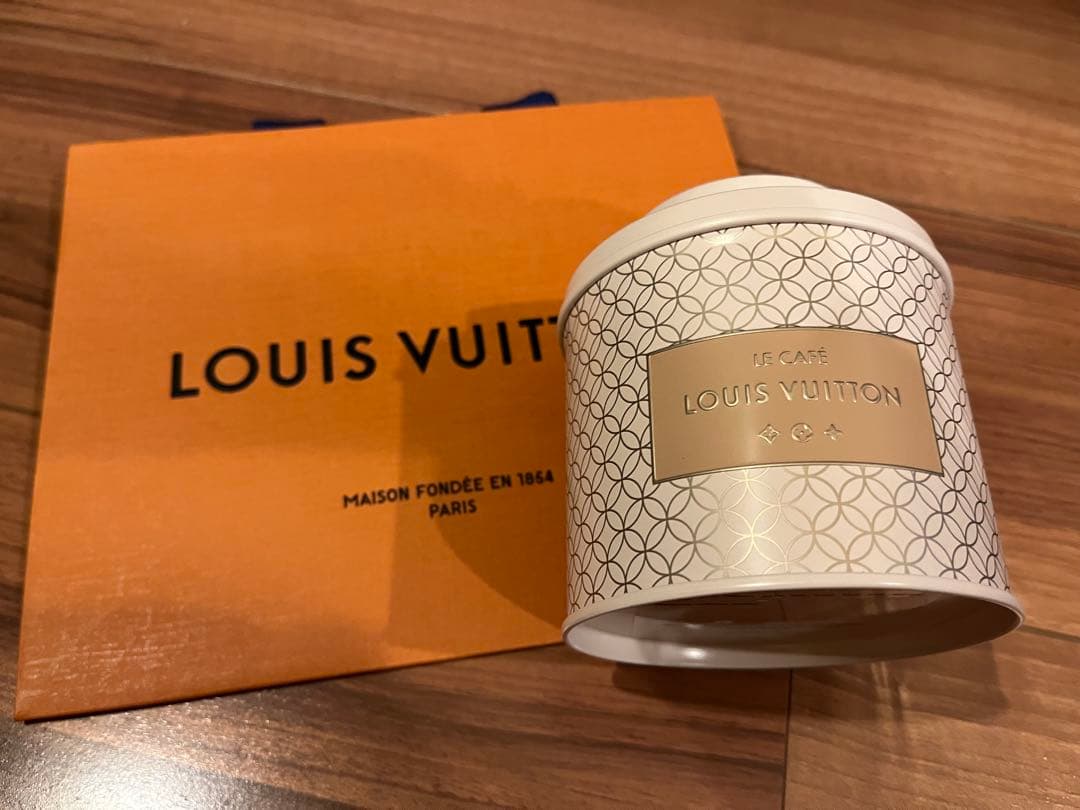 LOUIS VUITT
MAISON FONDÉE EN 1854
PARIS
LE CAFÉ
LOUIS VUITTON